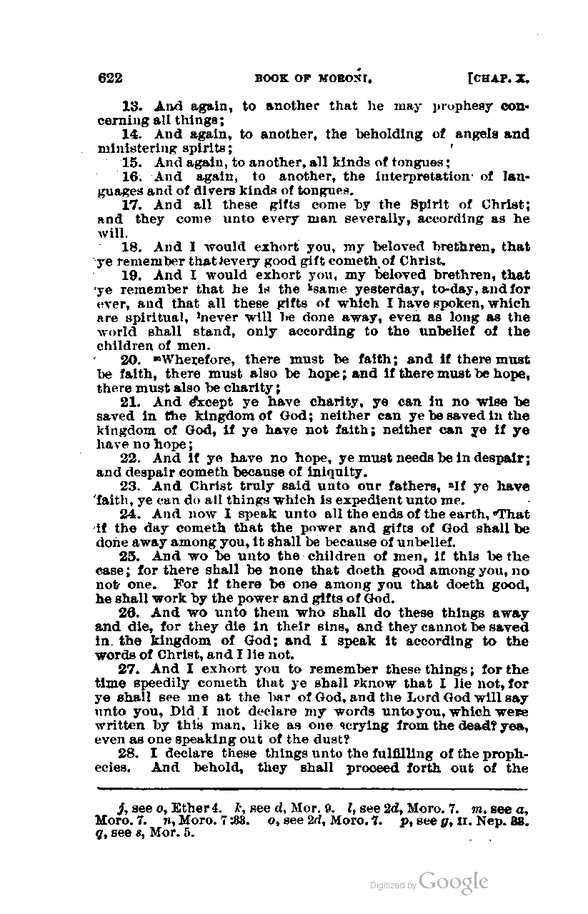 622 BOOK OF MORONI. [CHAP. X.
13. And again, to another that he may prophesy con-
cerning all things;
14. And again, to another, the beholding of angels and
ministering spirits;
15. And again, to another, all kinds of tongues;
16. And again, to another, the interpretation of lan-
guages and of divers kinds of tongues.
17. And all these gifts come by the Spirit of Christ;
and they come unto every man severally, according as he
will.
18. And I would exhort you, my beloved brethren, that
ye remember that jevery good gift cometh of Christ.
19. And I would exhort you, my beloved brethren, that
ye remember that he is the ksame yesterday, to-day, and for
ever, and that all these gifts of which I have spoken, which
are spiritual, lnever will be done away, even as long as the
world shall stand, only according to the unbelief of the
children of men.
20. mWherefore, there must be faith; and if there must
be faith, there must also be hope; and if there must be hope,
there must also be charity;
21. And except ye have charity, ye can in no wise be
saved in the kingdom of God; neither can ye be saved in the
kingdom of God, if ye have not faith; neither can ye if ye
have no hope;
22. And if ye have no hope, ye must needs be in despair;
and despair cometh because of iniquity.
23. And Christ truly said unto our fathers, nIf ye have
faith, ye can do all things which is expedient unto me.
24. And now I speak unto all the ends of the earth, oThat
if the day cometh that the power and gifts of God shall be
done away among you, it shall be because of unbelief.
25. And wo be unto the children of men, if this be the
case; for there shall be none that doeth good among you, no
not one. For if there be one among you that doeth good,
he shall work by the power and gifts of God.
26. And wo unto them who shall do these things away
and die, for they die in their sins, and they cannot be saved
in the kingdom of God; and I speak it according to the
words of Christ, and I lie not.
27. And I exhort you to remember these things; for the
time speedily cometh that ye shall pknow that I lie not, for
ye shall see me at the bar of God, and the Lord God will say
unto you, Did I not declare my words unto you, which were
written by this man, like as one qcrying from the dead? yea,
even as one speaking out of the dust?
28. I declare these things unto the fulfilling of the proph-
ecies. And behold, they shall proceed forth out of the
j, see o, Ether 4. k, see d, Mor. 9. l, see 2d, Moro. 7. m, see a,
Moro. 7. n, Moro. 7:33. o, see 2d, Moro. 7. p, see g, II. Nep. 33.
q, see s, Mor. 5.
Digitized by Google